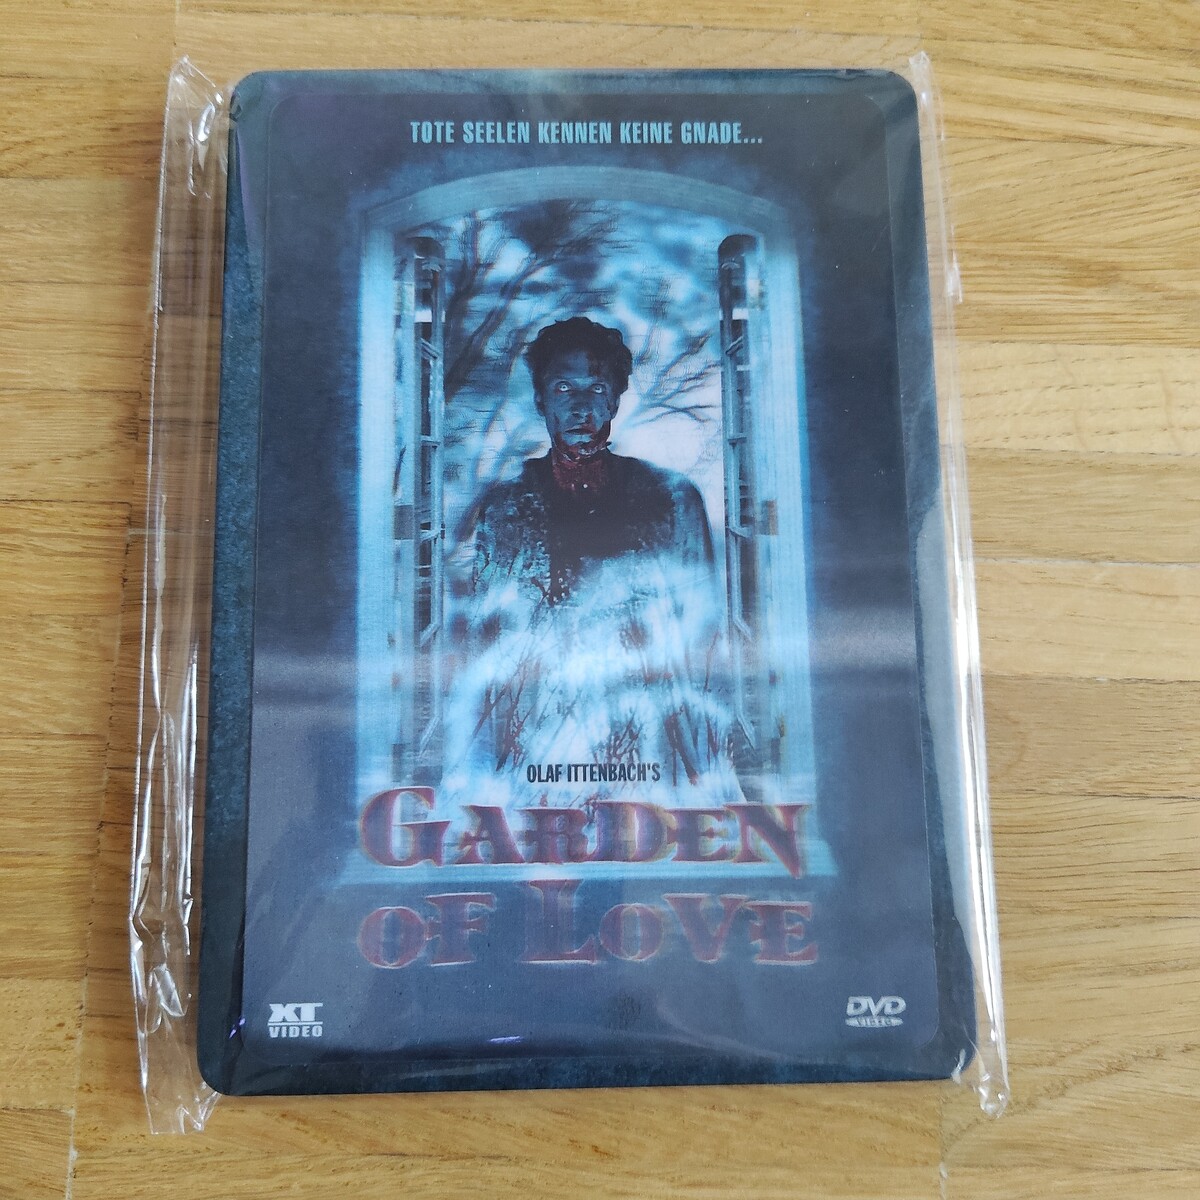 TOTE SEELEN KENNEN KEINE GNADE...
OLAF ITTENBACH'S
GARDEN
OF LOVE
XT
VIDEO
DVD
VIDEO